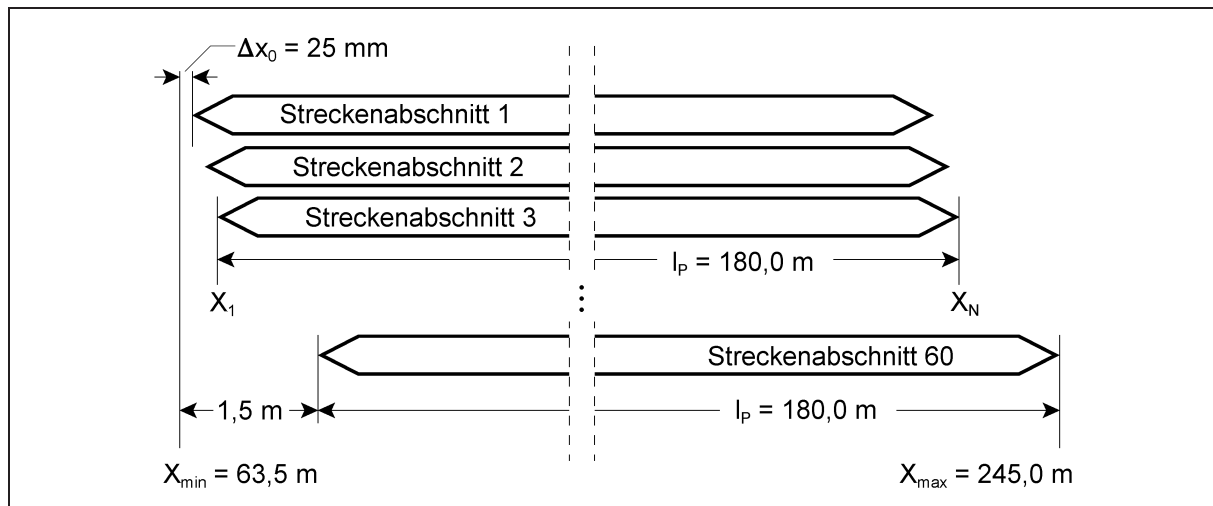 Δx₀ = 25 mm
Streckenabschnitt 1
Streckenabschnitt 2
Streckenabschnitt 3
l_P = 180,0 m
X₁
X_N
⋮
Streckenabschnitt 60
1,5 m
l_P = 180,0 m
X_min = 63,5 m
X_max = 245,0 m